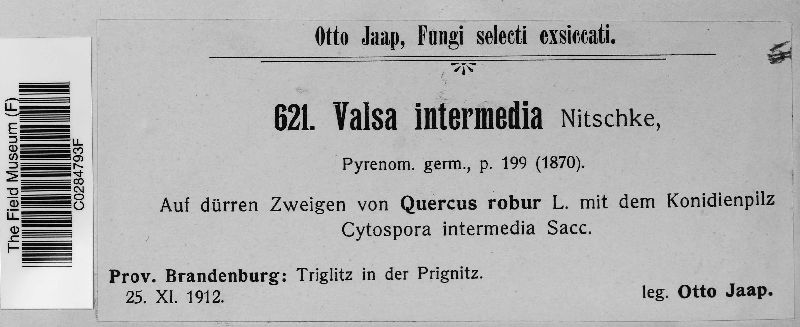 Otto Jaap, Fungi selecti exsiccati.
621. Valsa intermedia Nitschke,
Pyrenom. germ., p. 199 (1870).
Auf dürren Zweigen von Quercus robur L. mit dem Konidienpilz
Cytospora intermedia Sacc.
Prov. Brandenburg: Triglitz in der Prignitz.
25. XI. 1912.
leg. Otto Jaap.
The Field Museum (F)
C0284793F